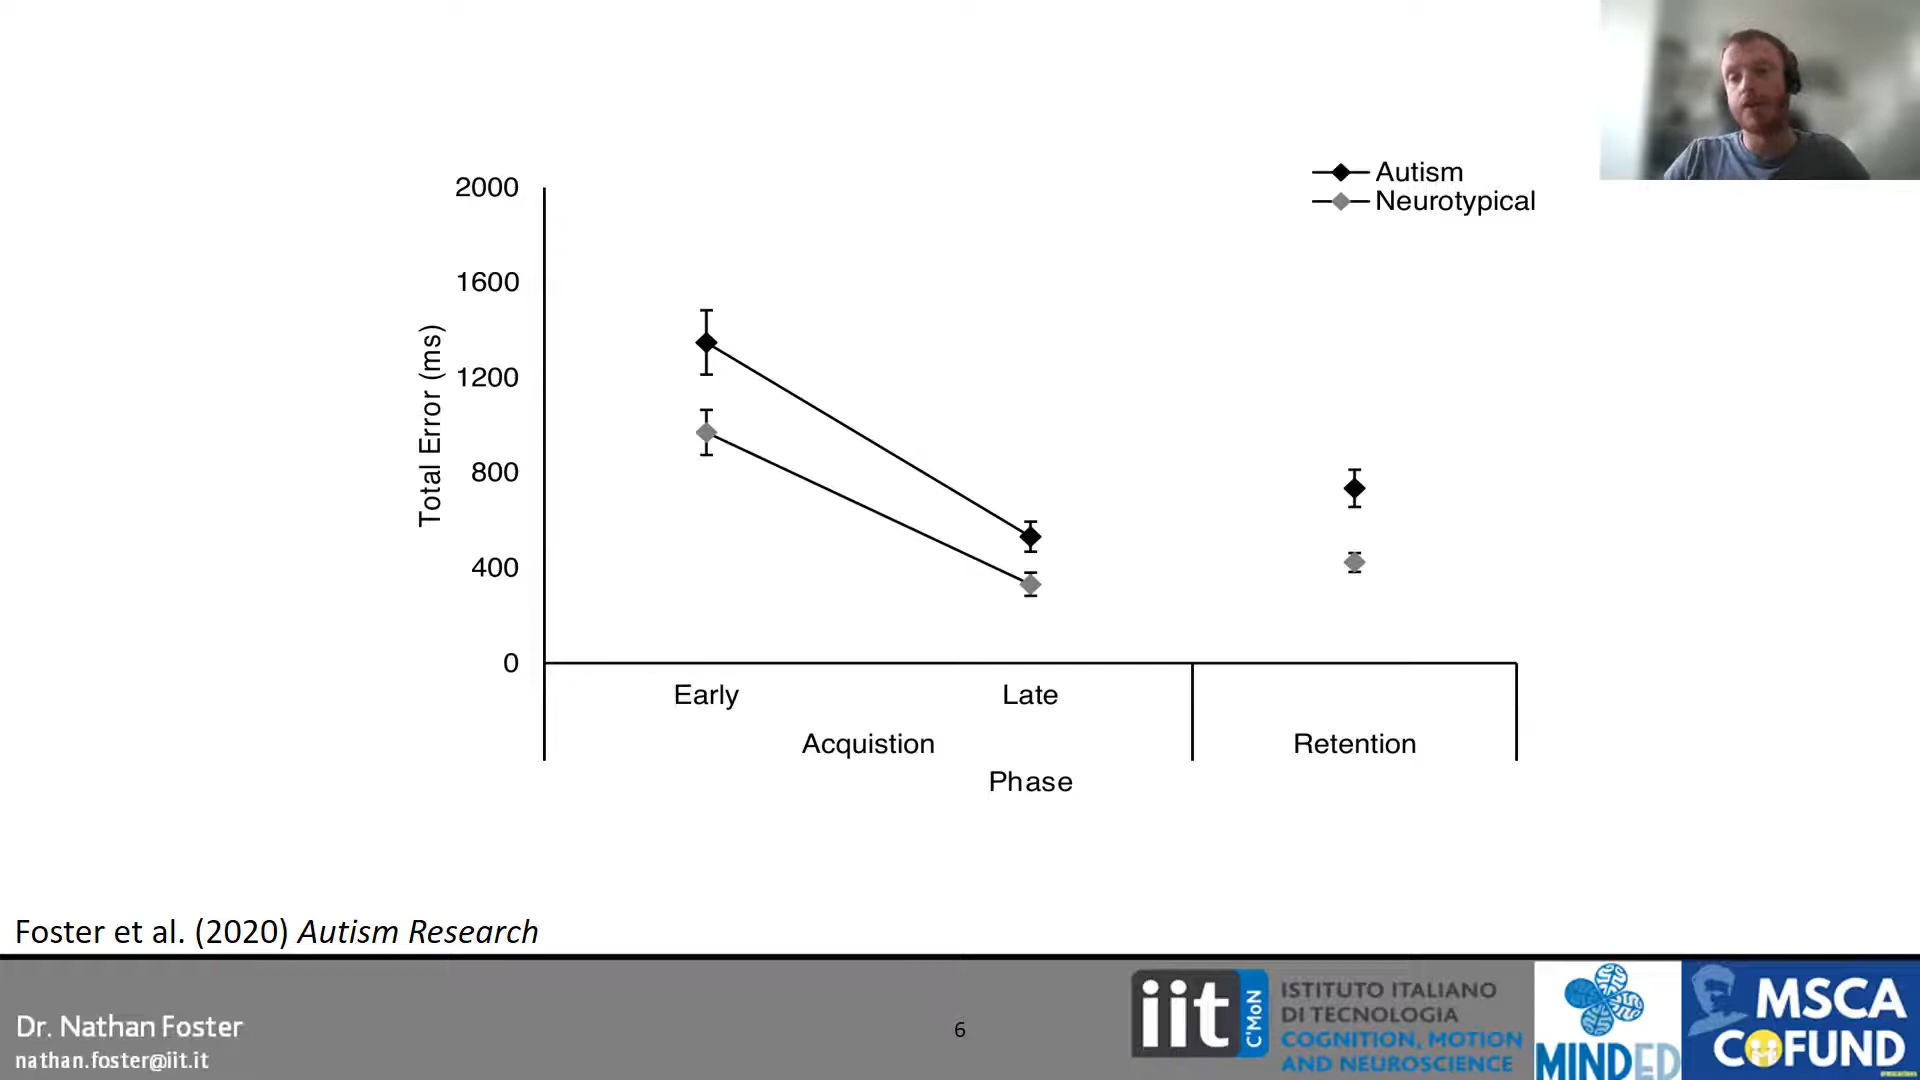 Autism
Neurotypical
2000
1600
1200
800
400
0
Total Error (ms)
Early
Late
Acquistion
Retention
Phase
Foster et al. (2020) Autism Research
Dr. Nathan Foster
nathan.foster@iit.it
6
iit
C'MoN
ISTITUTO ITALIANO
DI TECNOLOGIA
COGNITION, MOTION
AND NEUROSCIENCE
MINDED
MSCA
COFUND